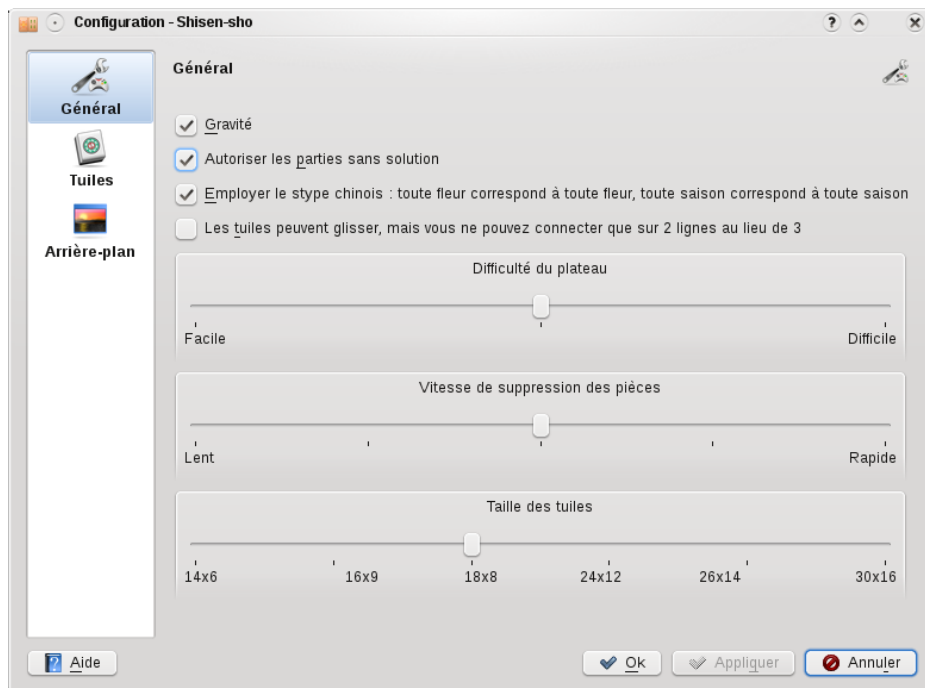 Configuration - Shisen-sho
Général
Tuiles
Arrière-plan
Général
Gravité
Autoriser les parties sans solution
Employer le stype chinois : toute fleur correspond à toute fleur, toute saison correspond à toute saison
Les tuiles peuvent glisser, mais vous ne pouvez connecter que sur 2 lignes au lieu de 3
Difficulté du plateau
Facile Difficile
Vitesse de suppression des pièces
Lent Rapide
Taille des tuiles
14x6 16x9 18x8 24x12 26x14 30x16
Aide Ok Appliquer Annuler